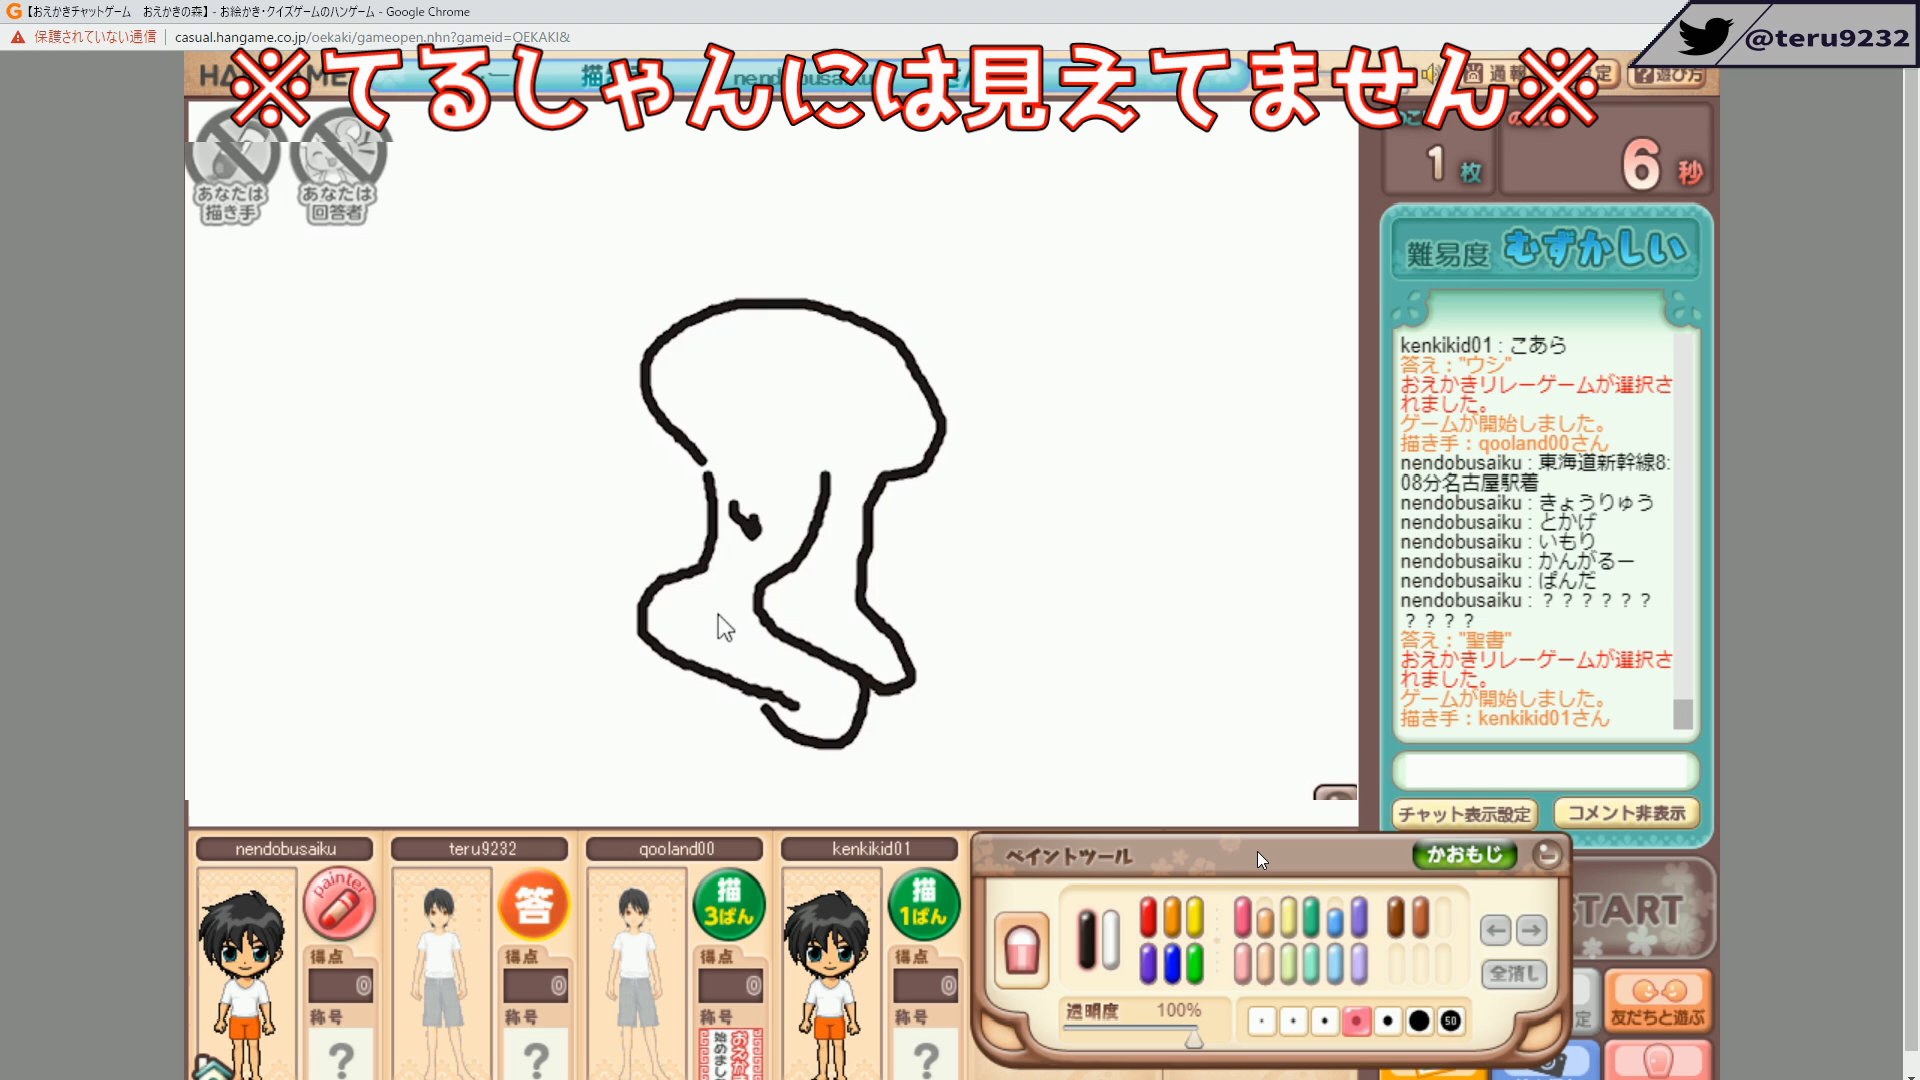 【おえかきチャットゲーム　おえかきの森】 - お絵かき・クイズゲームのハンゲーム - Google Chrome
保護されていない通信 | casual.hangame.co.jp/oekaki/gameopen.nhn?gameid=OEKAKI&
@teru9232
※てるしゃんには見えてません※
遊び方
あなたは
描き手
あなたは
回答者
1枚
6秒
難易度 むずかしい
kenkikid01 : こあら
答え："ウシ"
おえかきリレーゲームが選択さ
れました。
ゲームが開始しました。
描き手：qooland00さん
nendobusaiku : 東海道新幹線8:
08分名古屋駅着
nendobusaiku : きょうりゅう
nendobusaiku : とかげ
nendobusaiku : いもり
nendobusaiku : かんがるー
nendobusaiku : ぱんだ
nendobusaiku : ？？？？？？
？？？？
答え："聖書"
おえかきリレーゲームが選択さ
れました。
ゲームが開始しました。
描き手：kenkikid01さん
チャット表示設定
コメント非表示
nendobusaiku
teru9232
qooland00
kenkikid01
painter
答
描
3ばん
描
1ばん
得点
0
得点
0
得点
0
得点
0
称号
?
称号
?
称号
称号
?
ペイントツール
かおもじ
全消し
透明度 100%
50
START
友だちと遊ぶ